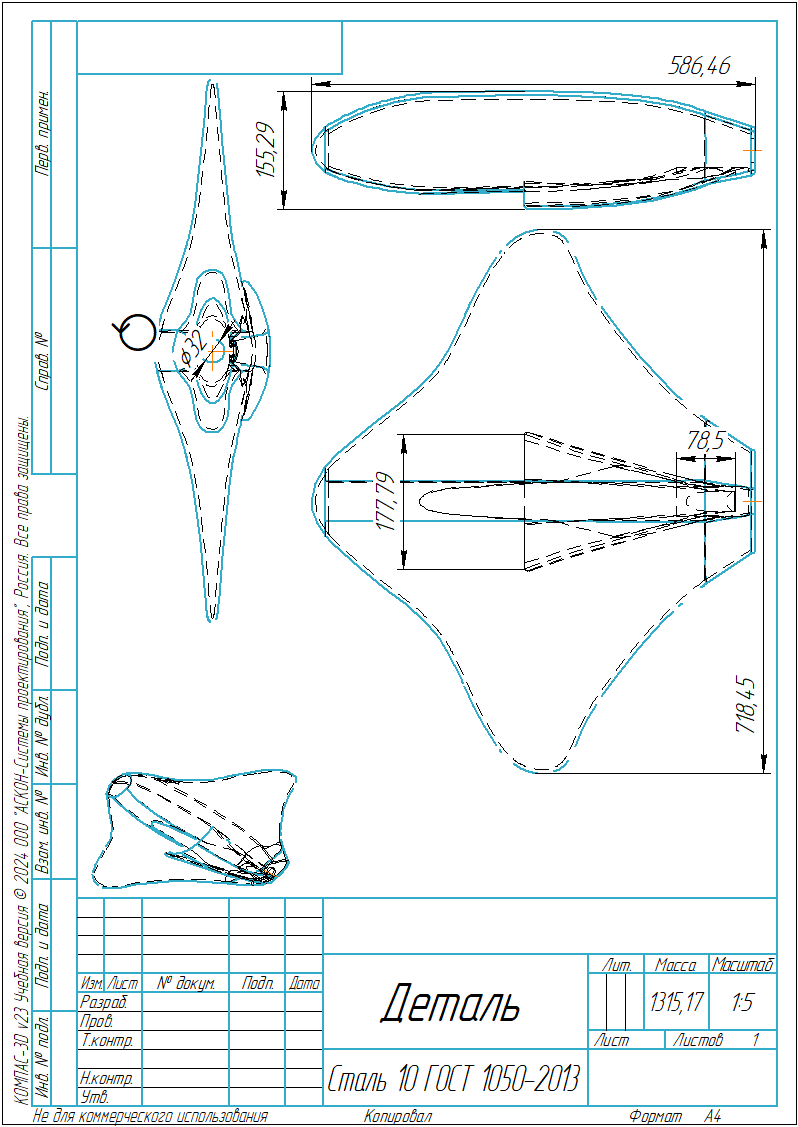 586,46
155,29
⌀32
78,5
177,79
718,45
Перв. примен.
Справ. №
Подп. и дата
Инв. № дубл.
Взам. инв. №
Подп. и дата
Инв. № подл.
КОМПАС-3D v23 Учебная версия © 2024 ООО "АСКОН-Системы проектирования", Россия. Все права защищены.
Изм. Лист № докум. Подп. Дата
Разраб.
Пров.
Т.контр.
Н.контр.
Утв.
Деталь
Сталь 10 ГОСТ 1050-2013
Лит. Масса Масштаб
1315,17 1:5
Лист Листов 1
Не для коммерческого использования Копировал Формат А4